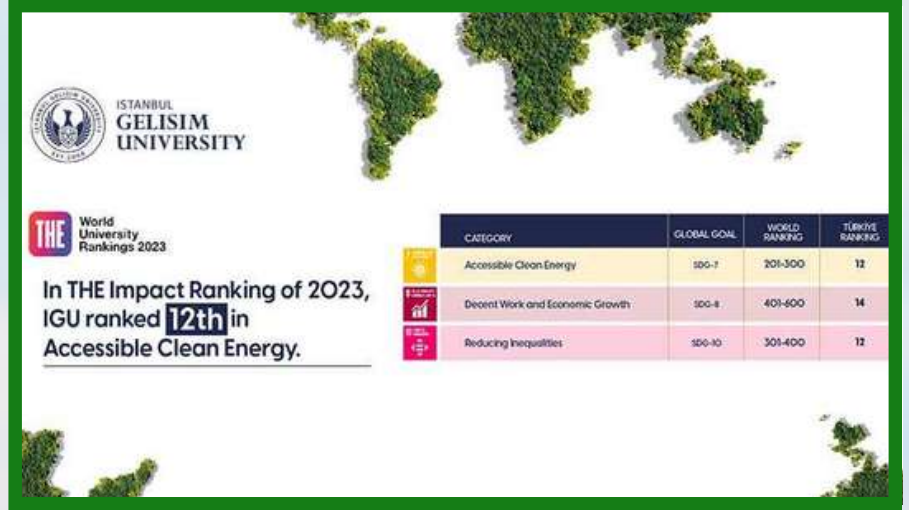 ISTANBUL
GELISIM
UNIVERSITY
THE
World
University
Rankings 2023
In THE Impact Ranking of 2023,
IGU ranked 12th in
Accessible Clean Energy.
CATEGORY GLOBAL GOAL WORLD RANKING TÜRKİYE RANKING
Accessible Clean Energy SDG-7 201-300 12
Decent Work and Economic Growth SDG-8 401-600 14
Reducing Inequalities SDG-10 301-400 12